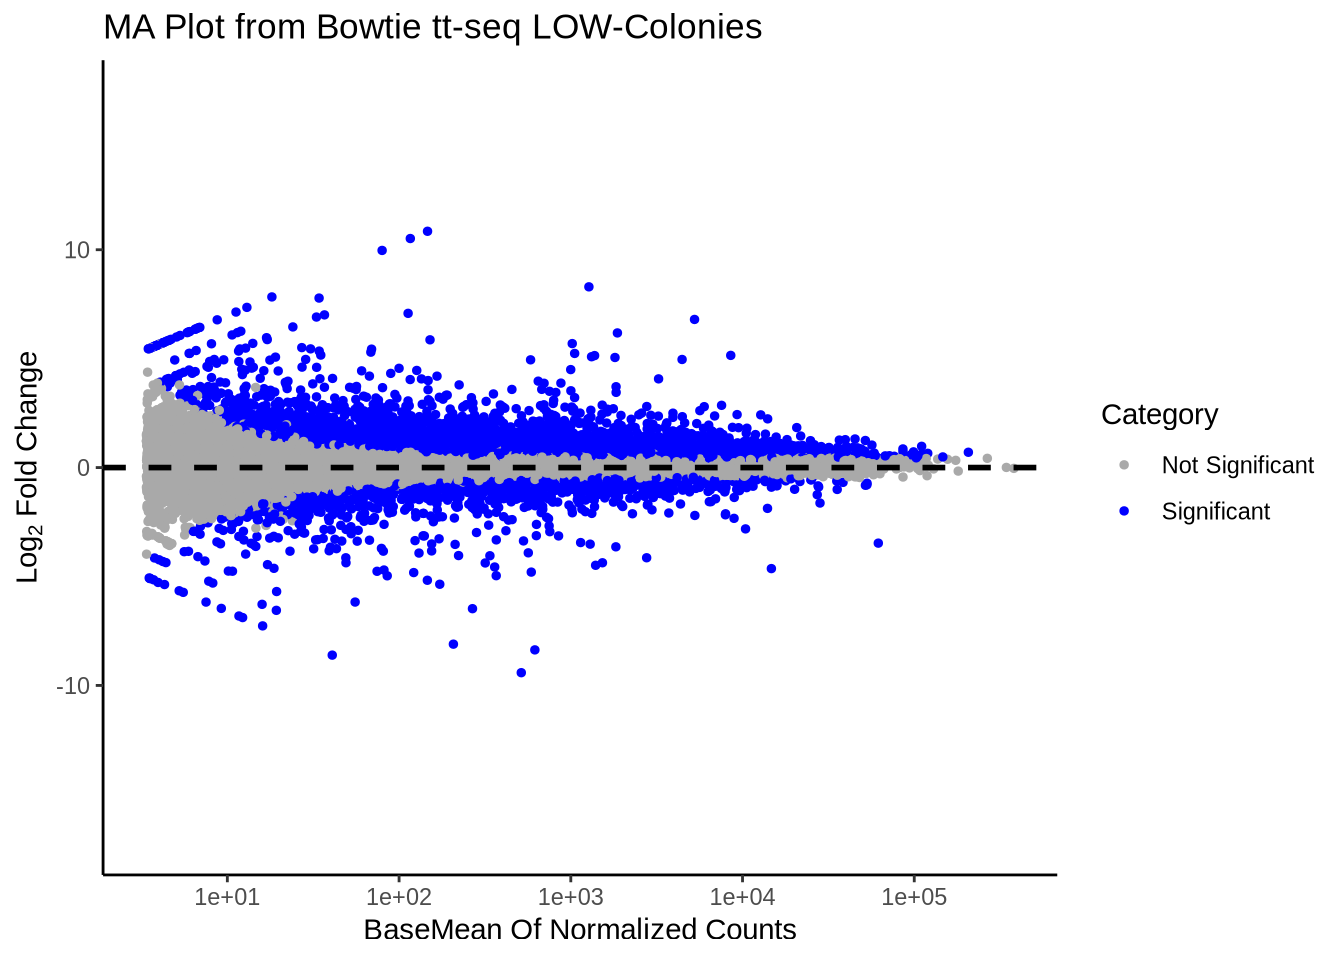 MA Plot from Bowtie tt-seq LOW-Colonies
Log₂ Fold Change
10
0
-10
1e+01 1e+02 1e+03 1e+04 1e+05
BaseMean Of Normalized Counts
Category
Not Significant
Significant